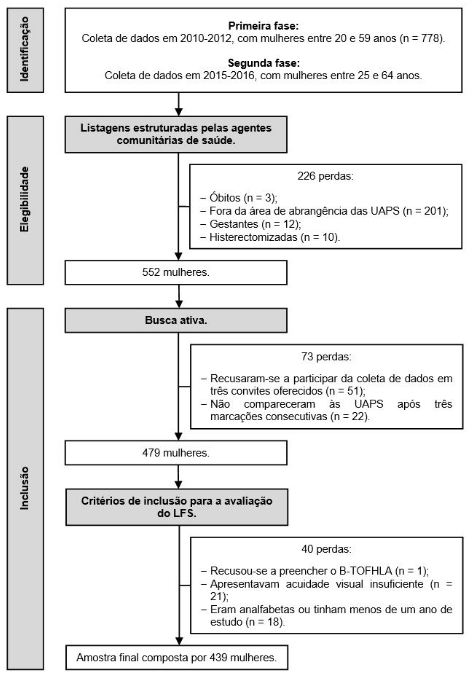 Identificação
Primeira fase:
Coleta de dados em 2010-2012, com mulheres entre 20 e 59 anos (n = 778).
Segunda fase:
Coleta de dados em 2015-2016, com mulheres entre 25 e 64 anos.
Elegibilidade
Listagens estruturadas pelas agentes
comunitárias de saúde.
226 perdas:
– Óbitos (n = 3);
– Fora da área de abrangência das UAPS (n = 201);
– Gestantes (n = 12);
– Histerectomizadas (n = 10).
552 mulheres.
Inclusão
Busca ativa.
73 perdas:
– Recusaram-se a participar da coleta de dados em
três convites oferecidos (n = 51);
– Não compareceram às UAPS após três
marcações consecutivas (n = 22).
479 mulheres.
Critérios de inclusão para a avaliação
do LFS.
40 perdas:
– Recusou-se a preencher o B-TOFHLA (n = 1);
– Apresentavam acuidade visual insuficiente (n =
21);
– Eram analfabetas ou tinham menos de um ano de
estudo (n = 18).
Amostra final composta por 439 mulheres.